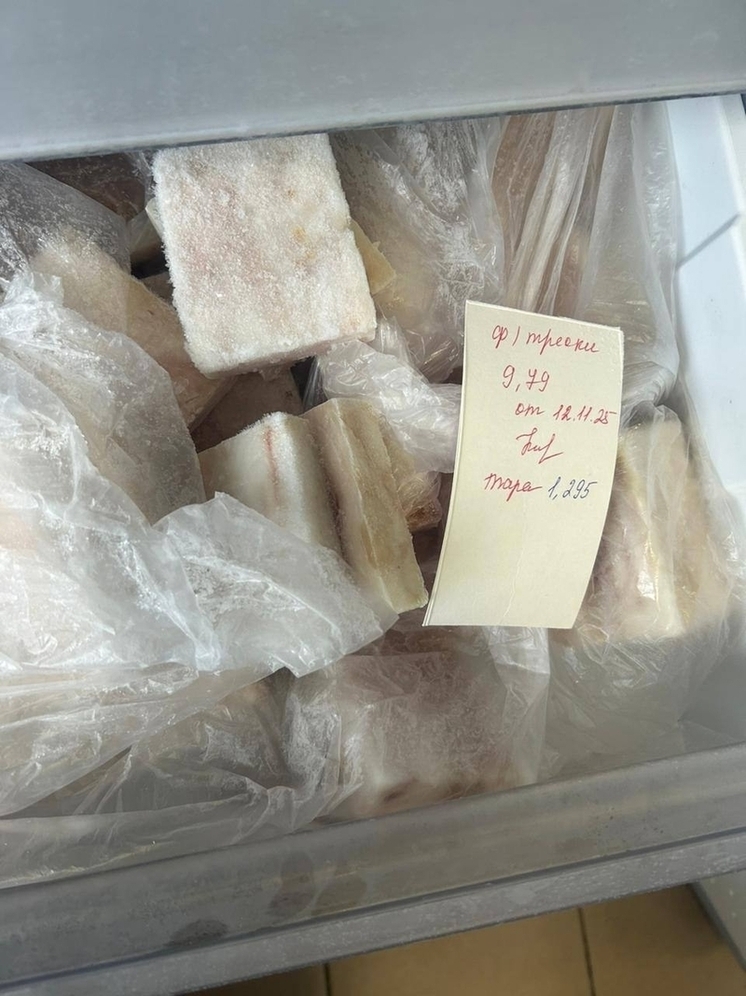 ф/трески
9,79
от 12.11.25
тара 1,295